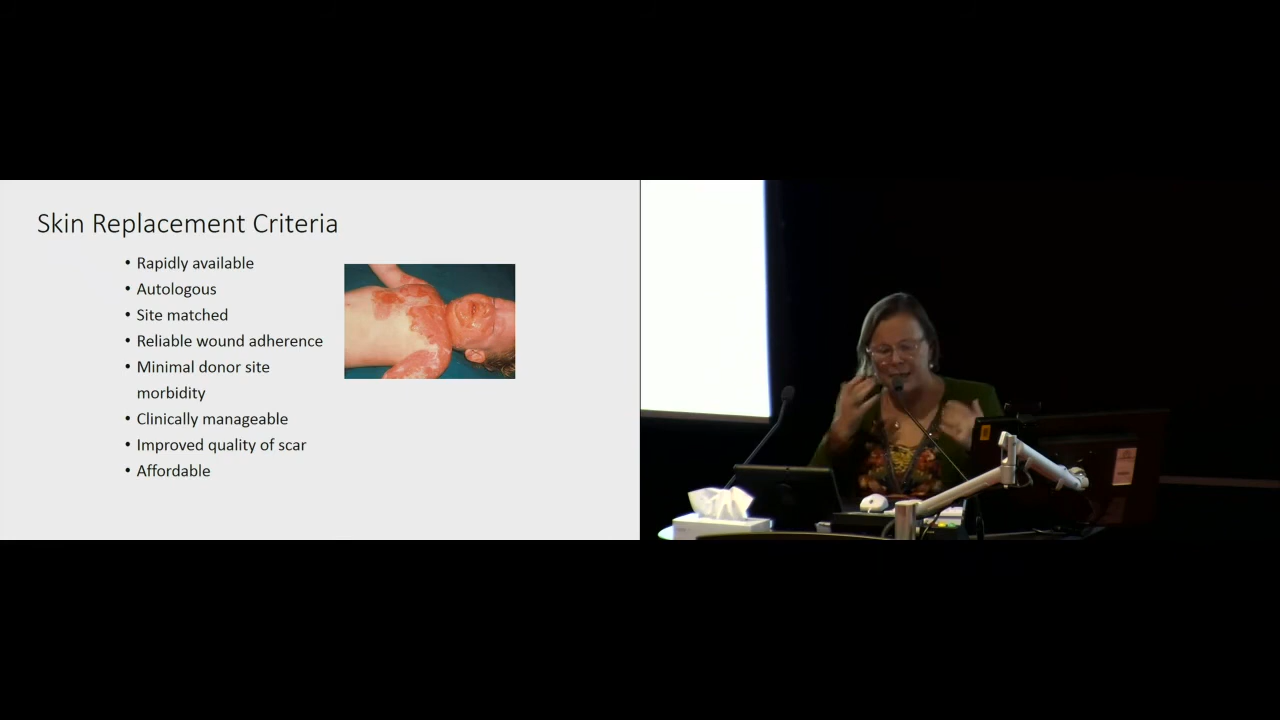 Skin Replacement Criteria
• Rapidly available
• Autologous
• Site matched
• Reliable wound adherence
• Minimal donor site
morbidity
• Clinically manageable
• Improved quality of scar
• Affordable